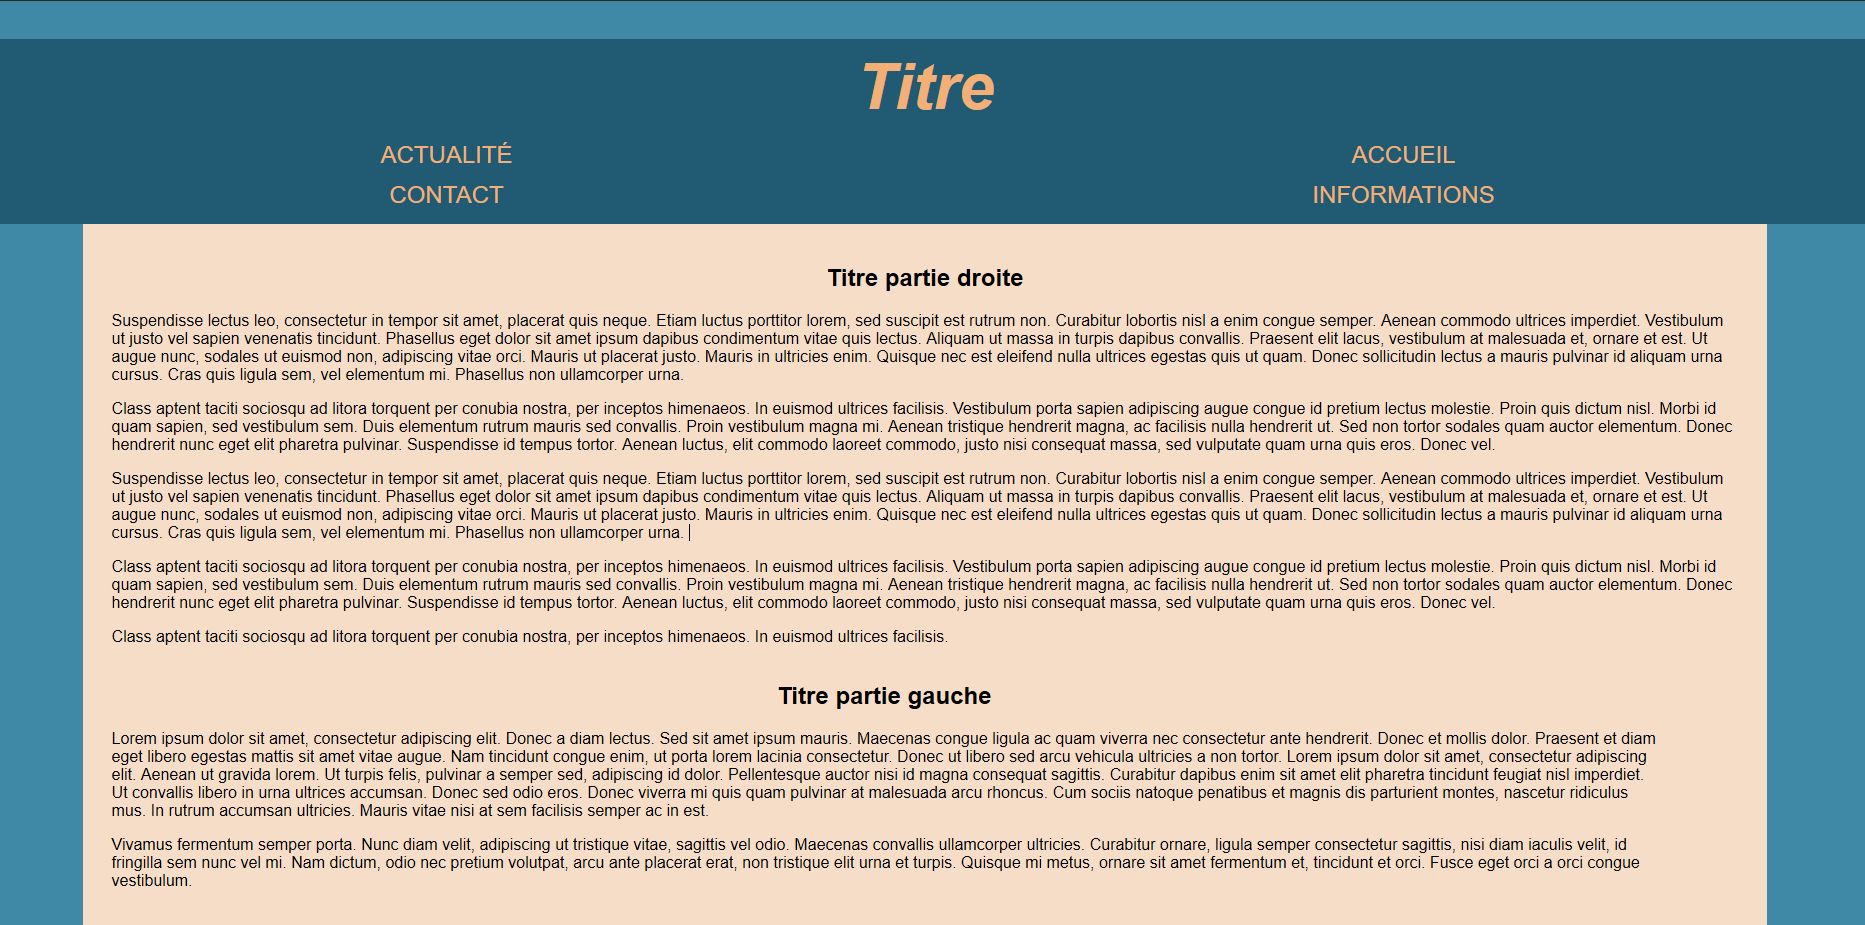 Titre
ACTUALITÉ ACCUEIL
CONTACT INFORMATIONS
Titre partie droite
Suspendisse lectus leo, consectetur in tempor sit amet, placerat quis neque. Etiam luctus porttitor lorem, sed suscipit est rutrum non. Curabitur lobortis nisl a enim congue semper. Aenean commodo ultrices imperdiet. Vestibulum
ut justo vel sapien venenatis tincidunt. Phasellus eget dolor sit amet ipsum dapibus condimentum vitae quis lectus. Aliquam ut massa in turpis dapibus convallis. Praesent elit lacus, vestibulum at malesuada et, ornare et est. Ut
augue nunc, sodales ut euismod non, adipiscing vitae orci. Mauris ut placerat justo. Mauris in ultricies enim. Quisque nec est eleifend nulla ultrices egestas quis ut quam. Donec sollicitudin lectus a mauris pulvinar id aliquam urna
cursus. Cras quis ligula sem, vel elementum mi. Phasellus non ullamcorper urna.
Class aptent taciti sociosqu ad litora torquent per conubia nostra, per inceptos himenaeos. In euismod ultrices facilisis. Vestibulum porta sapien adipiscing augue congue id pretium lectus molestie. Proin quis dictum nisl. Morbi id
quam sapien, sed vestibulum sem. Duis elementum rutrum mauris sed convallis. Proin vestibulum magna mi. Aenean tristique hendrerit magna, ac facilisis nulla hendrerit ut. Sed non tortor sodales quam auctor elementum. Donec
hendrerit nunc eget elit pharetra pulvinar. Suspendisse id tempus tortor. Aenean luctus, elit commodo laoreet commodo, justo nisi consequat massa, sed vulputate quam urna quis eros. Donec vel.
Suspendisse lectus leo, consectetur in tempor sit amet, placerat quis neque. Etiam luctus porttitor lorem, sed suscipit est rutrum non. Curabitur lobortis nisl a enim congue semper. Aenean commodo ultrices imperdiet. Vestibulum
ut justo vel sapien venenatis tincidunt. Phasellus eget dolor sit amet ipsum dapibus condimentum vitae quis lectus. Aliquam ut massa in turpis dapibus convallis. Praesent elit lacus, vestibulum at malesuada et, ornare et est. Ut
augue nunc, sodales ut euismod non, adipiscing vitae orci. Mauris ut placerat justo. Mauris in ultricies enim. Quisque nec est eleifend nulla ultrices egestas quis ut quam. Donec sollicitudin lectus a mauris pulvinar id aliquam urna
cursus. Cras quis ligula sem, vel elementum mi. Phasellus non ullamcorper urna.
Class aptent taciti sociosqu ad litora torquent per conubia nostra, per inceptos himenaeos. In euismod ultrices facilisis. Vestibulum porta sapien adipiscing augue congue id pretium lectus molestie. Proin quis dictum nisl. Morbi id
quam sapien, sed vestibulum sem. Duis elementum rutrum mauris sed convallis. Proin vestibulum magna mi. Aenean tristique hendrerit magna, ac facilisis nulla hendrerit ut. Sed non tortor sodales quam auctor elementum. Donec
hendrerit nunc eget elit pharetra pulvinar. Suspendisse id tempus tortor. Aenean luctus, elit commodo laoreet commodo, justo nisi consequat massa, sed vulputate quam urna quis eros. Donec vel.
Class aptent taciti sociosqu ad litora torquent per conubia nostra, per inceptos himenaeos. In euismod ultrices facilisis.
Titre partie gauche
Lorem ipsum dolor sit amet, consectetur adipiscing elit. Donec a diam lectus. Sed sit amet ipsum mauris. Maecenas congue ligula ac quam viverra nec consectetur ante hendrerit. Donec et mollis dolor. Praesent et diam
eget libero egestas mattis sit amet vitae augue. Nam tincidunt congue enim, ut porta lorem lacinia consectetur. Donec ut libero sed arcu vehicula ultricies a non tortor. Lorem ipsum dolor sit amet, consectetur adipiscing
elit. Aenean ut gravida lorem. Ut turpis felis, pulvinar a semper sed, adipiscing id dolor. Pellentesque auctor nisi id magna consequat sagittis. Curabitur dapibus enim sit amet elit pharetra tincidunt feugiat nisl imperdiet.
Ut convallis libero in urna ultrices accumsan. Donec sed odio eros. Donec viverra mi quis quam pulvinar at malesuada arcu rhoncus. Cum sociis natoque penatibus et magnis dis parturient montes, nascetur ridiculus
mus. In rutrum accumsan ultricies. Mauris vitae nisi at sem facilisis semper ac in est.
Vivamus fermentum semper porta. Nunc diam velit, adipiscing ut tristique vitae, sagittis vel odio. Maecenas convallis ullamcorper ultricies. Curabitur ornare, ligula semper consectetur sagittis, nisi diam iaculis velit, id
fringilla sem nunc vel mi. Nam dictum, odio nec pretium volutpat, arcu ante placerat erat, non tristique elit urna et turpis. Quisque mi metus, ornare sit amet fermentum et, tincidunt et orci. Fusce eget orci a orci congue
vestibulum.